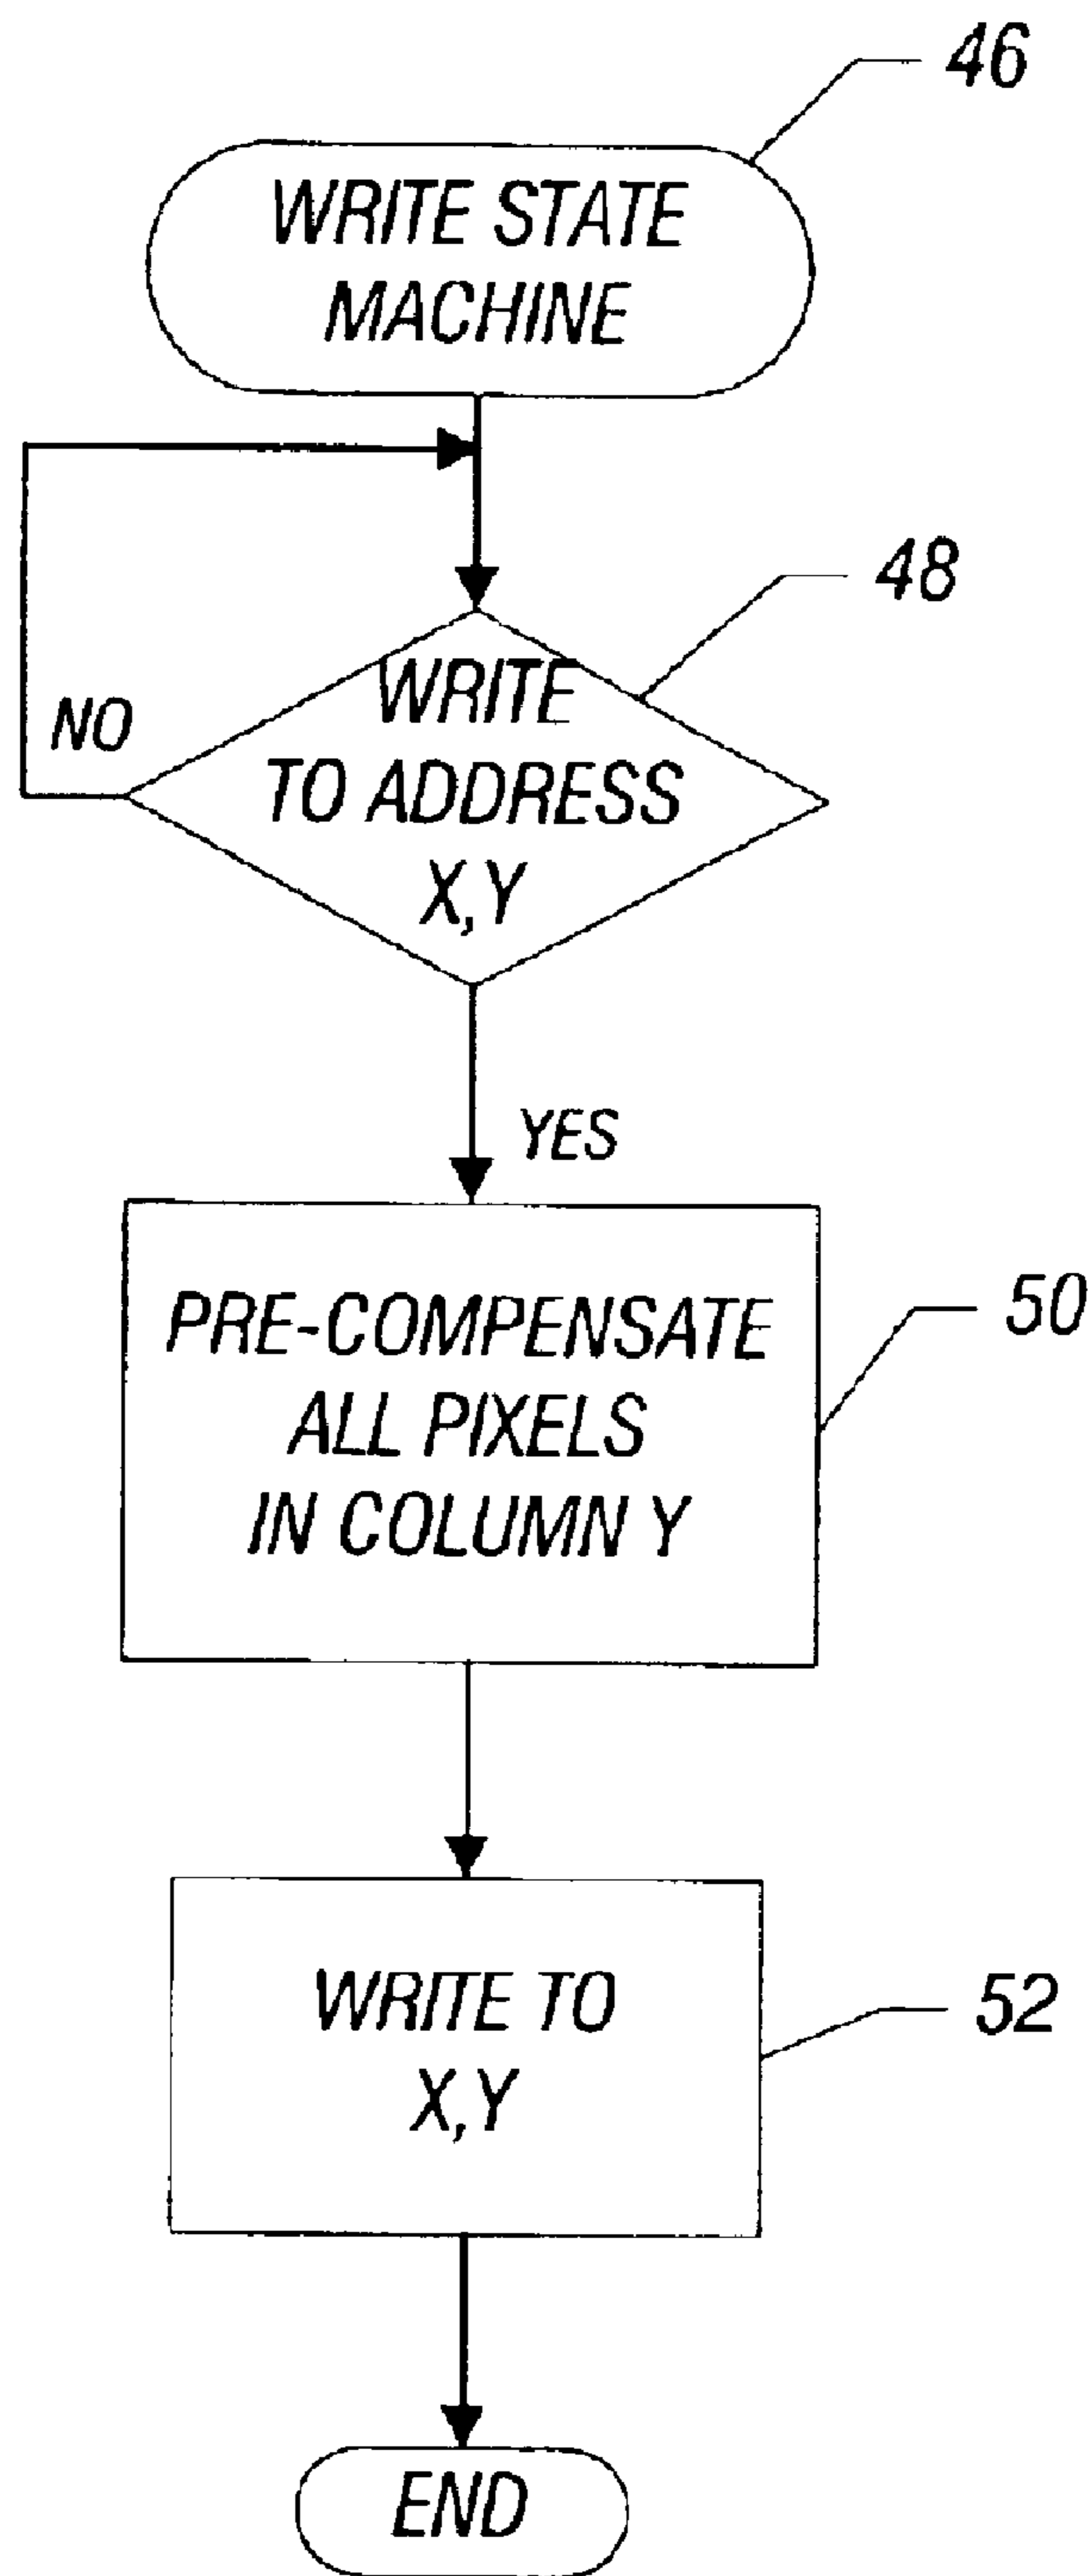 46
WRITE STATE
MACHINE
48
WRITE
TO ADDRESS
X,Y
NO
YES
PRE-COMPENSATE
ALL PIXELS
IN COLUMN Y
50
WRITE TO
X,Y
52
END